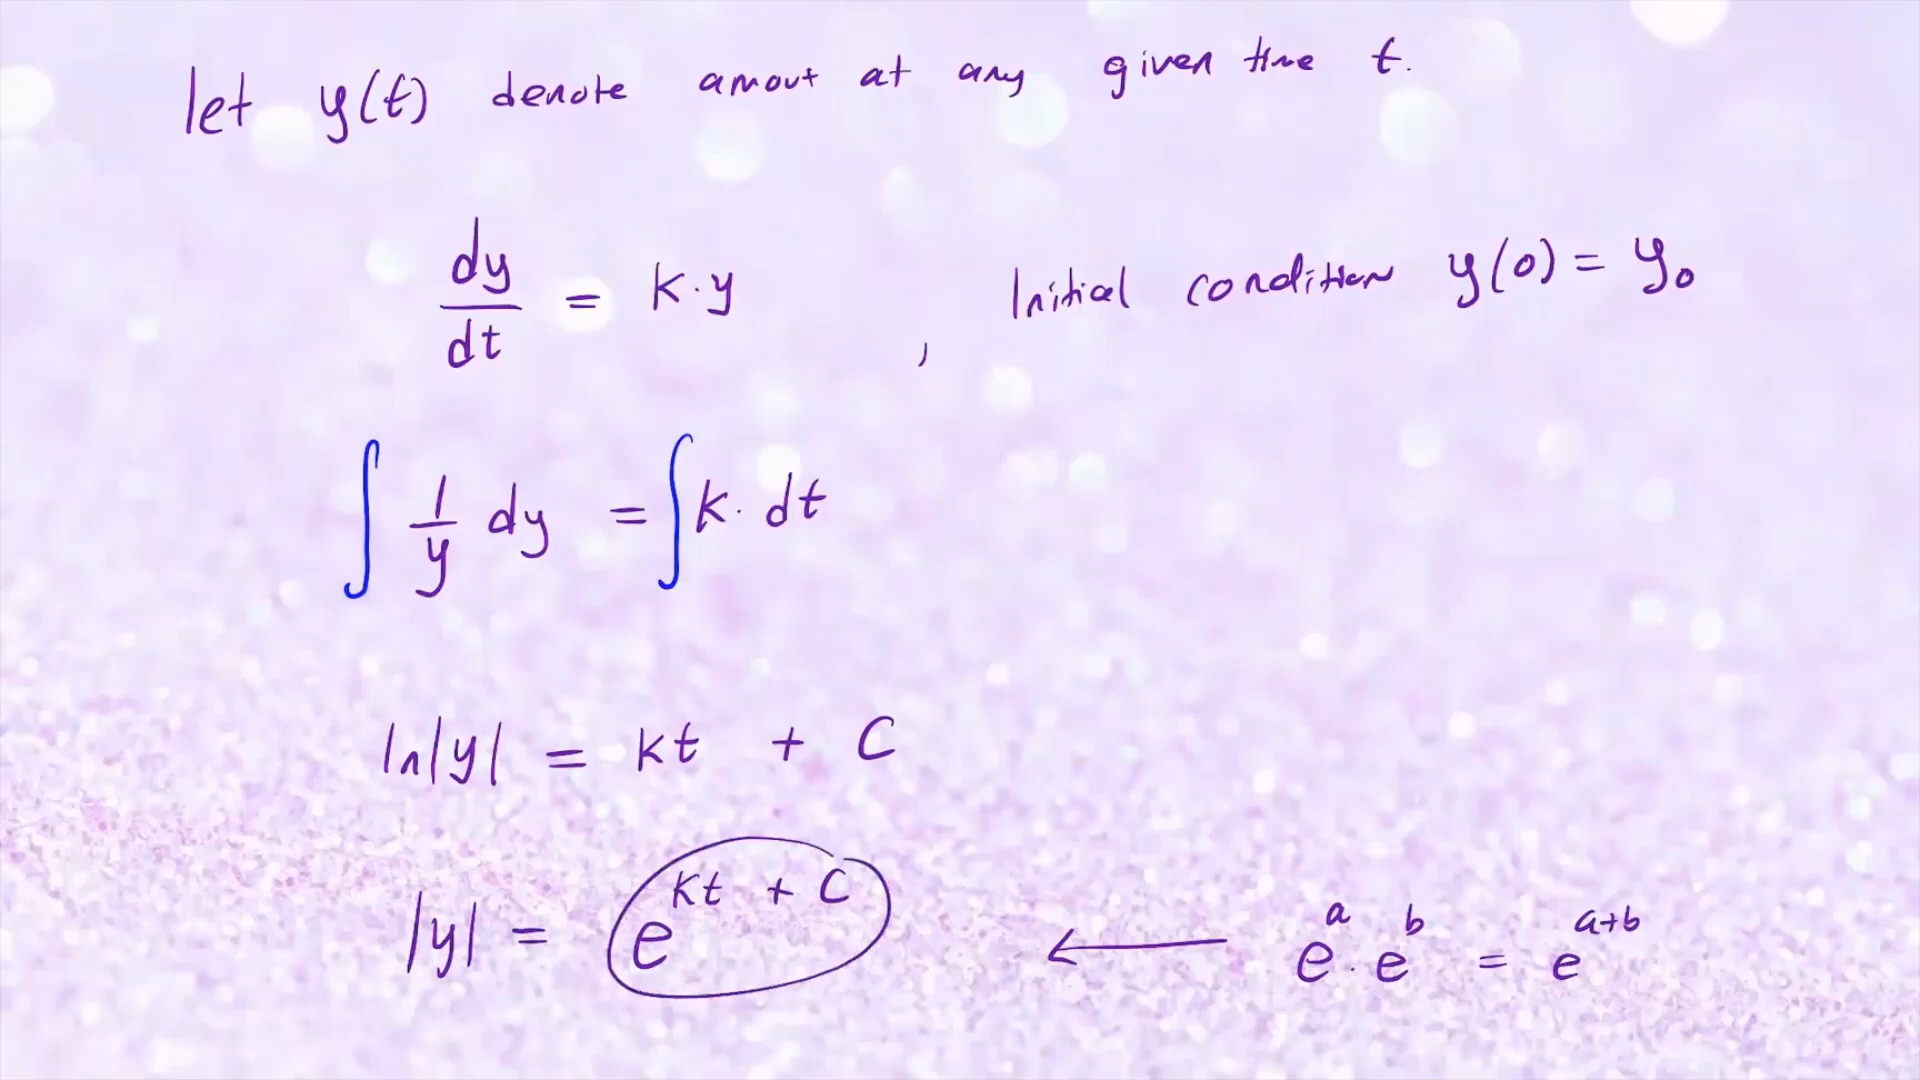 let y(t) denote amout at any given time t.
dy/dt = k·y , Initial condition y(0) = y₀
∫ 1/y dy = ∫ k· dt
ln|y| = kt + C
|y| = e^(kt + C) ← e^a · e^b = e^(a+b)